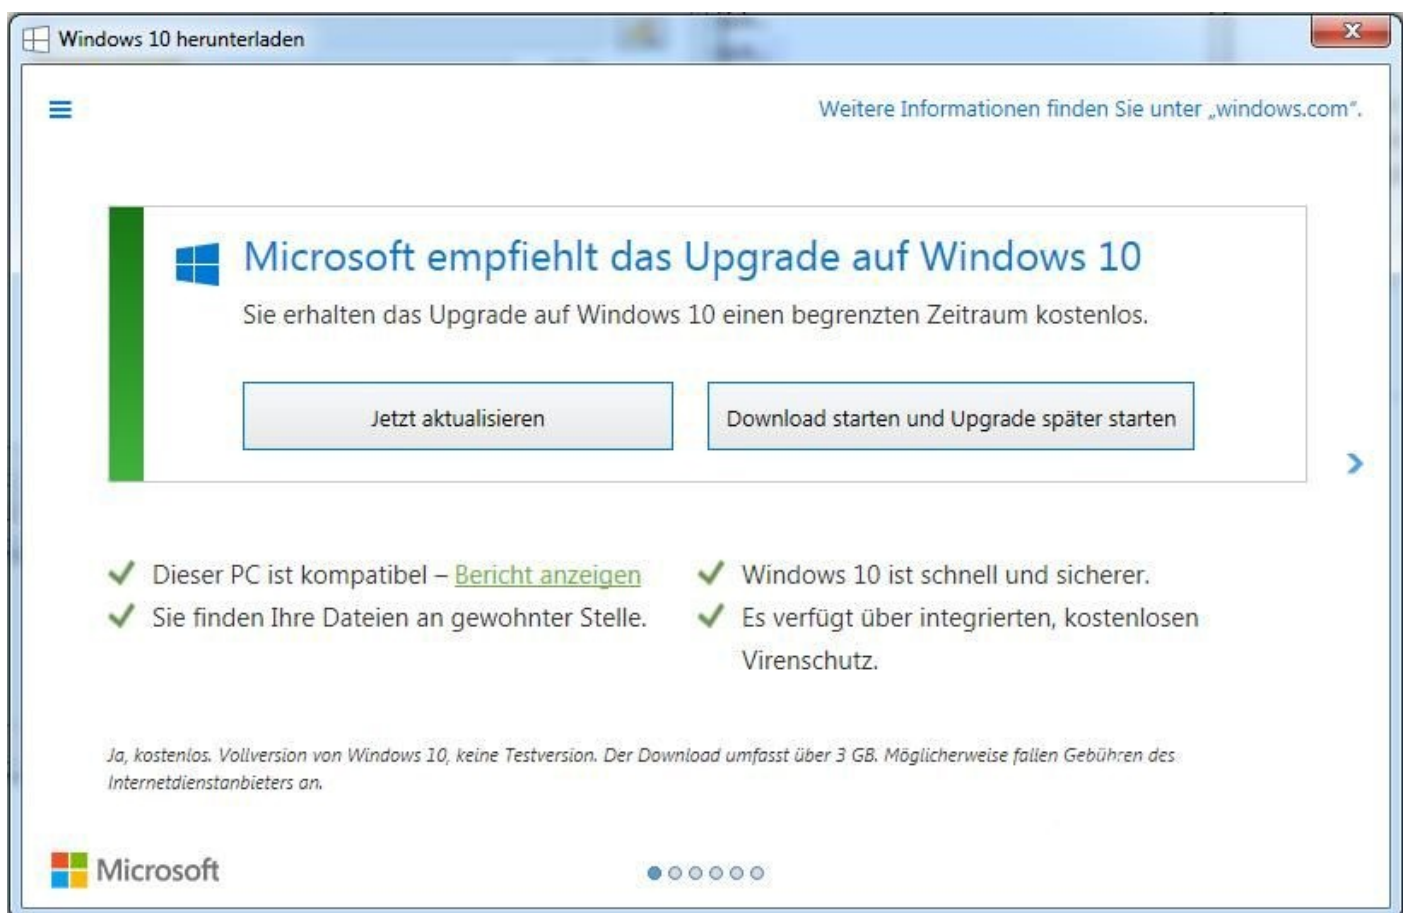 Windows 10 herunterladen
Weitere Informationen finden Sie unter „windows.com“.
Microsoft empfiehlt das Upgrade auf Windows 10
Sie erhalten das Upgrade auf Windows 10 einen begrenzten Zeitraum kostenlos.
Jetzt aktualisieren
Download starten und Upgrade später starten
Dieser PC ist kompatibel – Bericht anzeigen
Sie finden Ihre Dateien an gewohnter Stelle.
Windows 10 ist schnell und sicherer.
Es verfügt über integrierten, kostenlosen
Virenschutz.
Ja, kostenlos. Vollversion von Windows 10, keine Testversion. Der Download umfasst über 3 GB. Möglicherweise fallen Gebühren des
Internetdienstanbieters an.
Microsoft